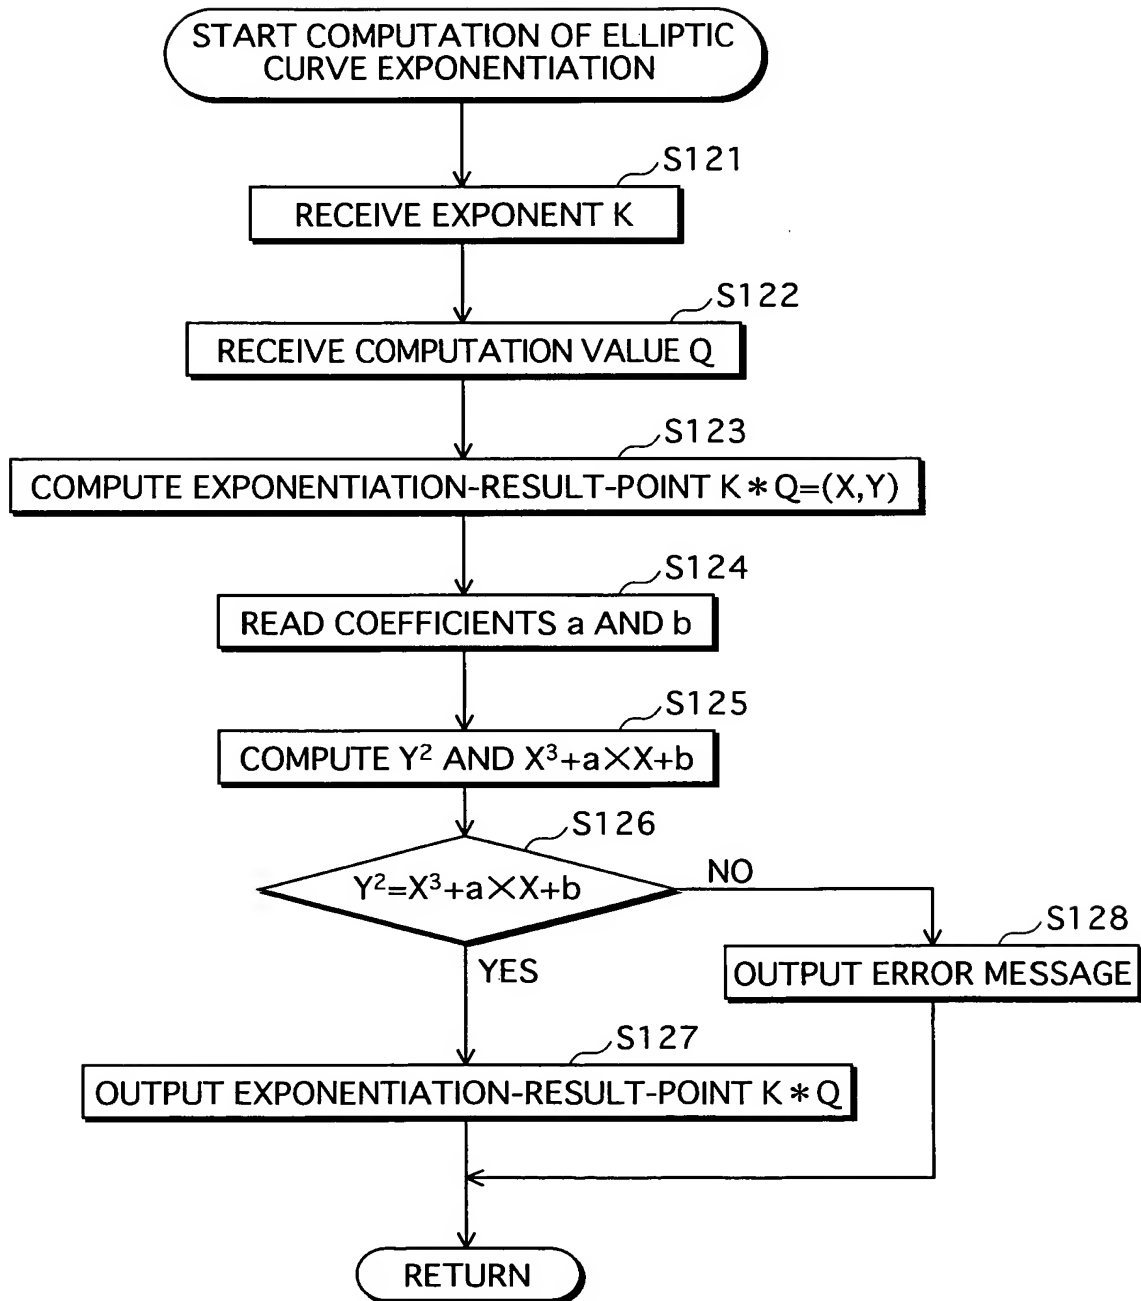 START COMPUTATION OF ELLIPTIC
CURVE EXPONENTIATION
S121
RECEIVE EXPONENT K
S122
RECEIVE COMPUTATION VALUE Q
S123
COMPUTE EXPONENTIATION-RESULT-POINT K*Q=(X,Y)
S124
READ COEFFICIENTS a AND b
S125
COMPUTE Y² AND X³+a×X+b
S126
Y²=X³+a×X+b
NO
S128
OUTPUT ERROR MESSAGE
YES
S127
OUTPUT EXPONENTIATION-RESULT-POINT K*Q
RETURN